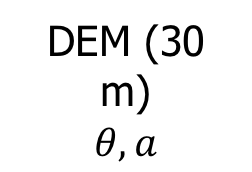 DEM (30
m)
𝜃, 𝑎